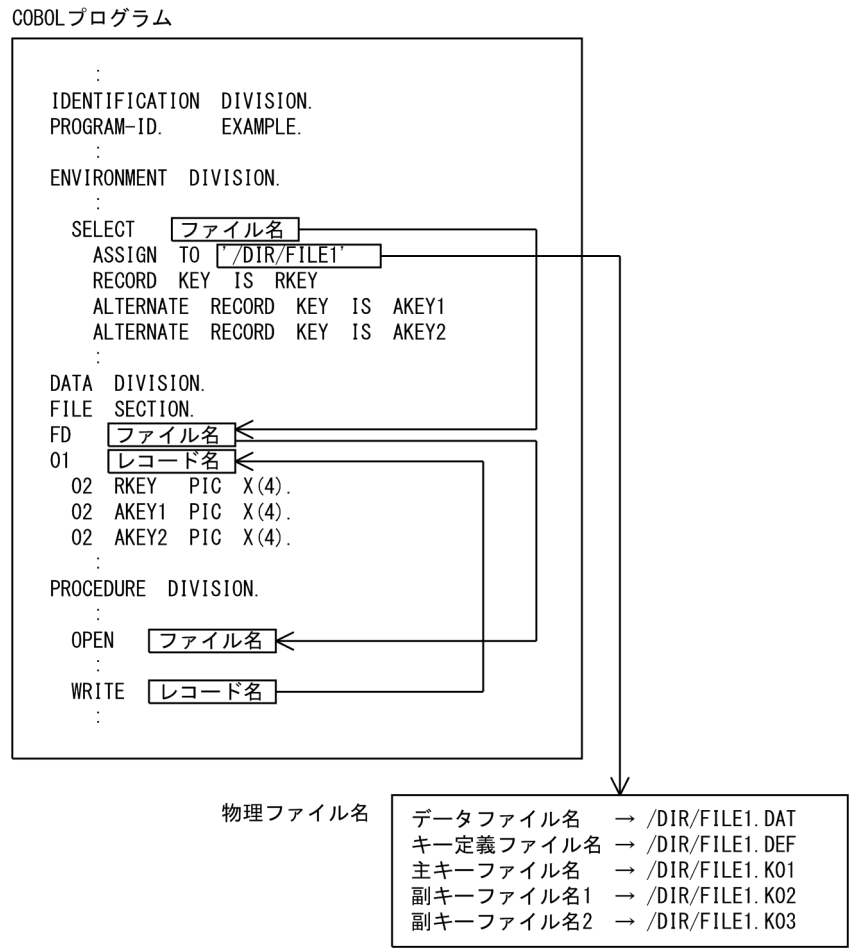 COBOLプログラム
:
IDENTIFICATION DIVISION.
PROGRAM-ID. EXAMPLE.
:
ENVIRONMENT DIVISION.
:
SELECT ファイル名
ASSIGN TO '/DIR/FILE1'
RECORD KEY IS RKEY
ALTERNATE RECORD KEY IS AKEY1
ALTERNATE RECORD KEY IS AKEY2
:
DATA DIVISION.
FILE SECTION.
FD ファイル名
01 レコード名
02 RKEY PIC X(4).
02 AKEY1 PIC X(4).
02 AKEY2 PIC X(4).
:
PROCEDURE DIVISION.
:
OPEN ファイル名
:
WRITE レコード名
:
物理ファイル名
データファイル名 → /DIR/FILE1.DAT
キー定義ファイル名 → /DIR/FILE1.DEF
主キーファイル名 → /DIR/FILE1.K01
副キーファイル名1 → /DIR/FILE1.K02
副キーファイル名2 → /DIR/FILE1.K03